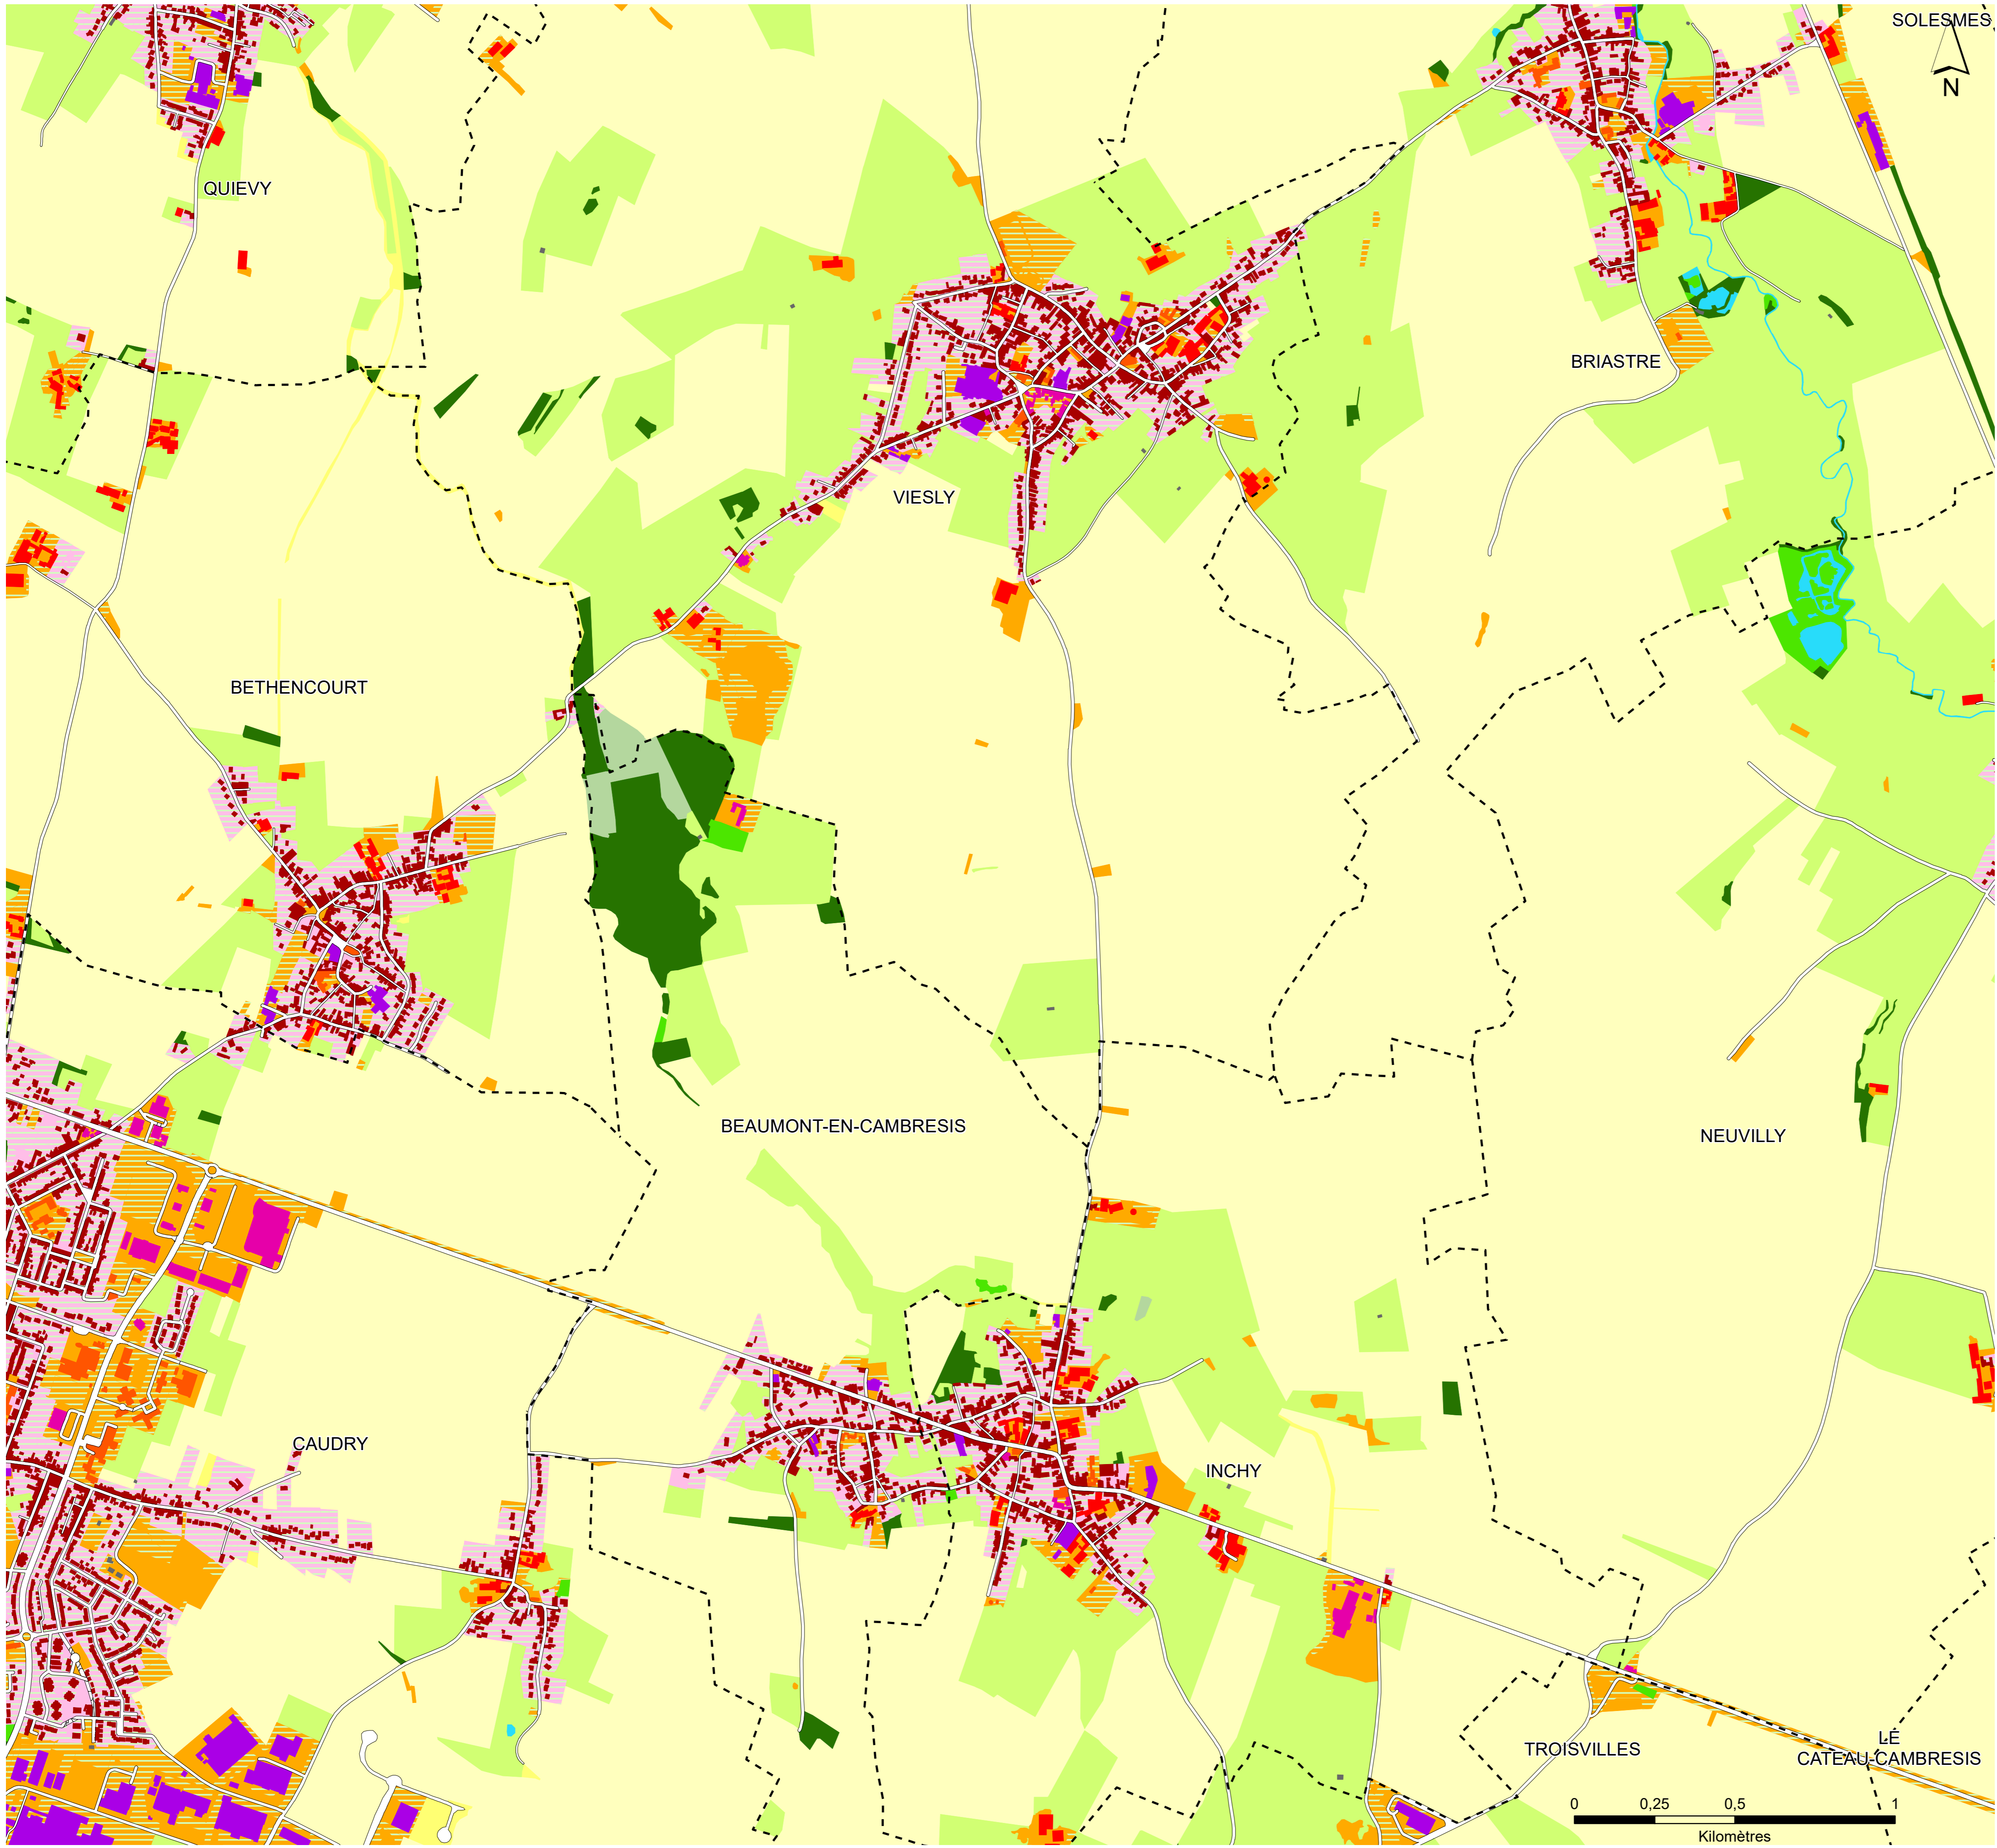 SOLESMES
N
QUIEVY
BRIASTRE
VIESLY
BETHENCOURT
BEAUMONT-EN-CAMBRESIS
NEUVILLY
CAUDRY
INCHY
TROISVILLES
LÉ
CATEAU-CAMBRESIS
0 0,25 0,5 1
Kilomètres